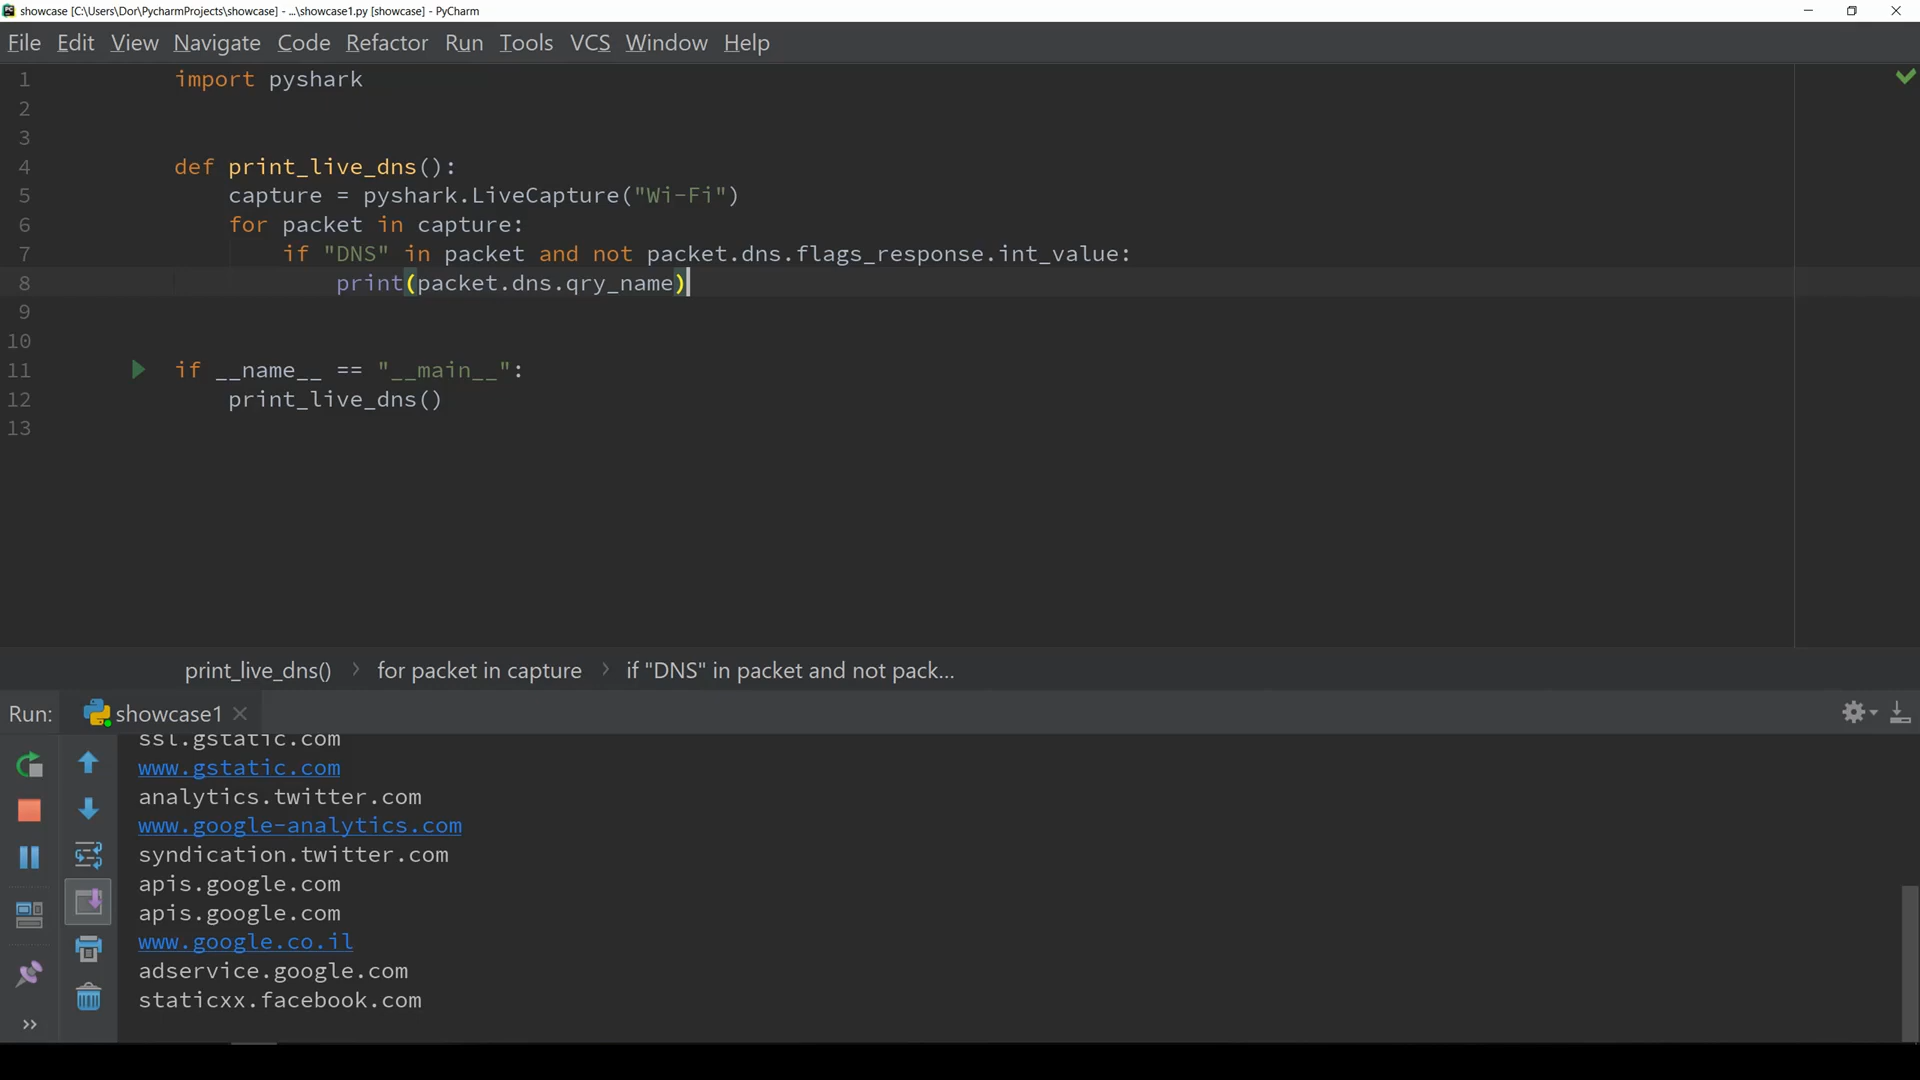 showcase [C:\Users\Dor\PycharmProjects\showcase] - ...\showcase1.py [showcase] - PyCharm
File Edit View Navigate Code Refactor Run Tools VCS Window Help
1 import pyshark
2
3
4 def print_live_dns():
5 capture = pyshark.LiveCapture("Wi-Fi")
6 for packet in capture:
7 if "DNS" in packet and not packet.dns.flags_response.int_value:
8 print(packet.dns.qry_name)
9
10
11 if __name__ == "__main__":
12 print_live_dns()
13
print_live_dns() › for packet in capture › if "DNS" in packet and not pack...
Run: showcase1
ssl.gstatic.com
www.gstatic.com
analytics.twitter.com
www.google-analytics.com
syndication.twitter.com
apis.google.com
apis.google.com
www.google.co.il
adservice.google.com
staticxx.facebook.com